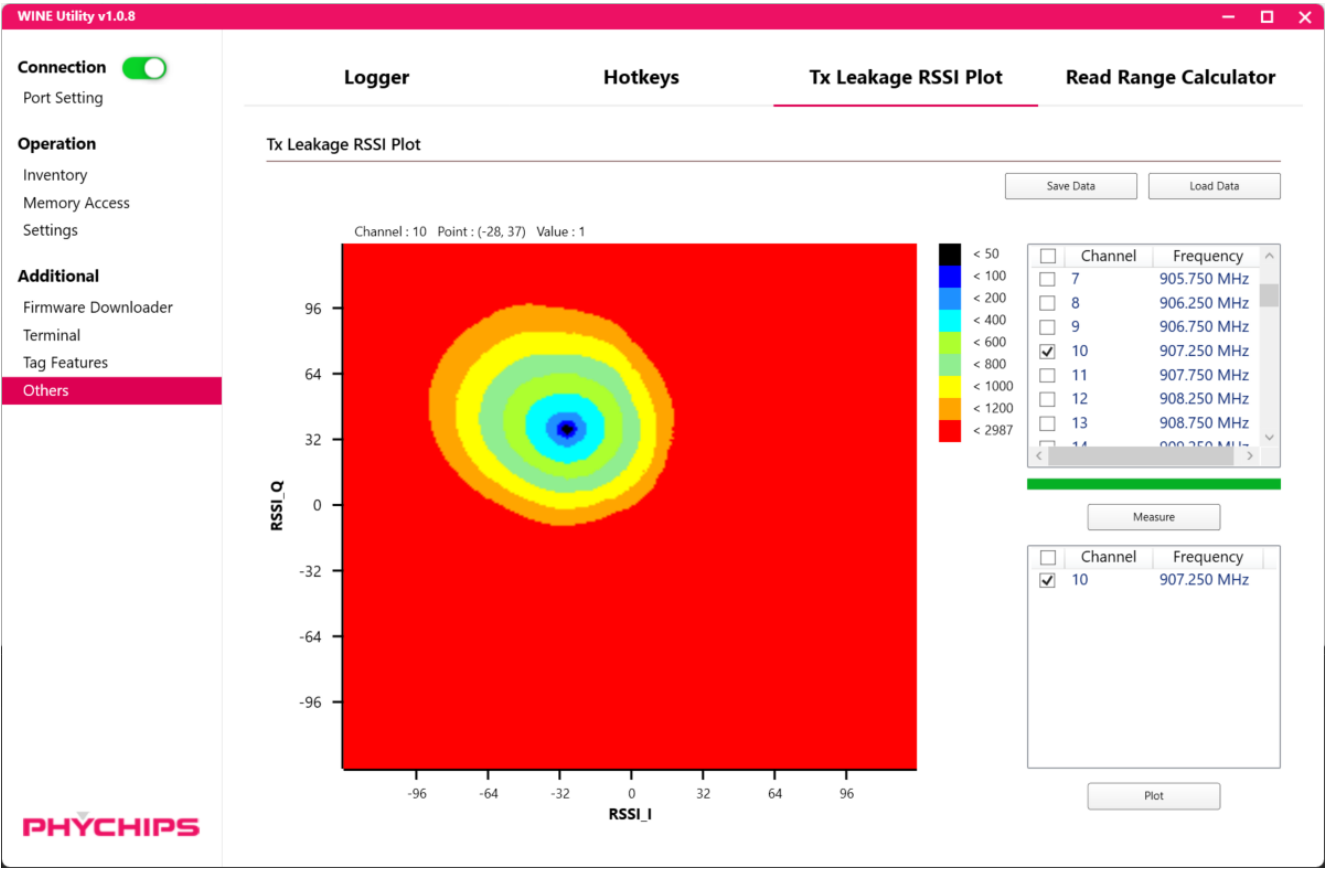 WINE Utility v1.0.8
Connection
Port Setting
Operation
Inventory
Memory Access
Settings
Additional
Firmware Downloader
Terminal
Tag Features
Others
PHYCHIPS
Logger Hotkeys Tx Leakage RSSI Plot Read Range Calculator
Tx Leakage RSSI Plot
Save Data Load Data
Channel : 10 Point : (-28, 37) Value : 1
96
64
32
0
-32
-64
-96
RSSI_Q
-96 -64 -32 0 32 64 96
RSSI_I
< 50
< 100
< 200
< 400
< 600
< 800
< 1000
< 1200
< 2987
Channel Frequency
7 905.750 MHz
8 906.250 MHz
9 906.750 MHz
10 907.250 MHz
11 907.750 MHz
12 908.250 MHz
13 908.750 MHz
14 909.250 MHz
Measure
Channel Frequency
10 907.250 MHz
Plot